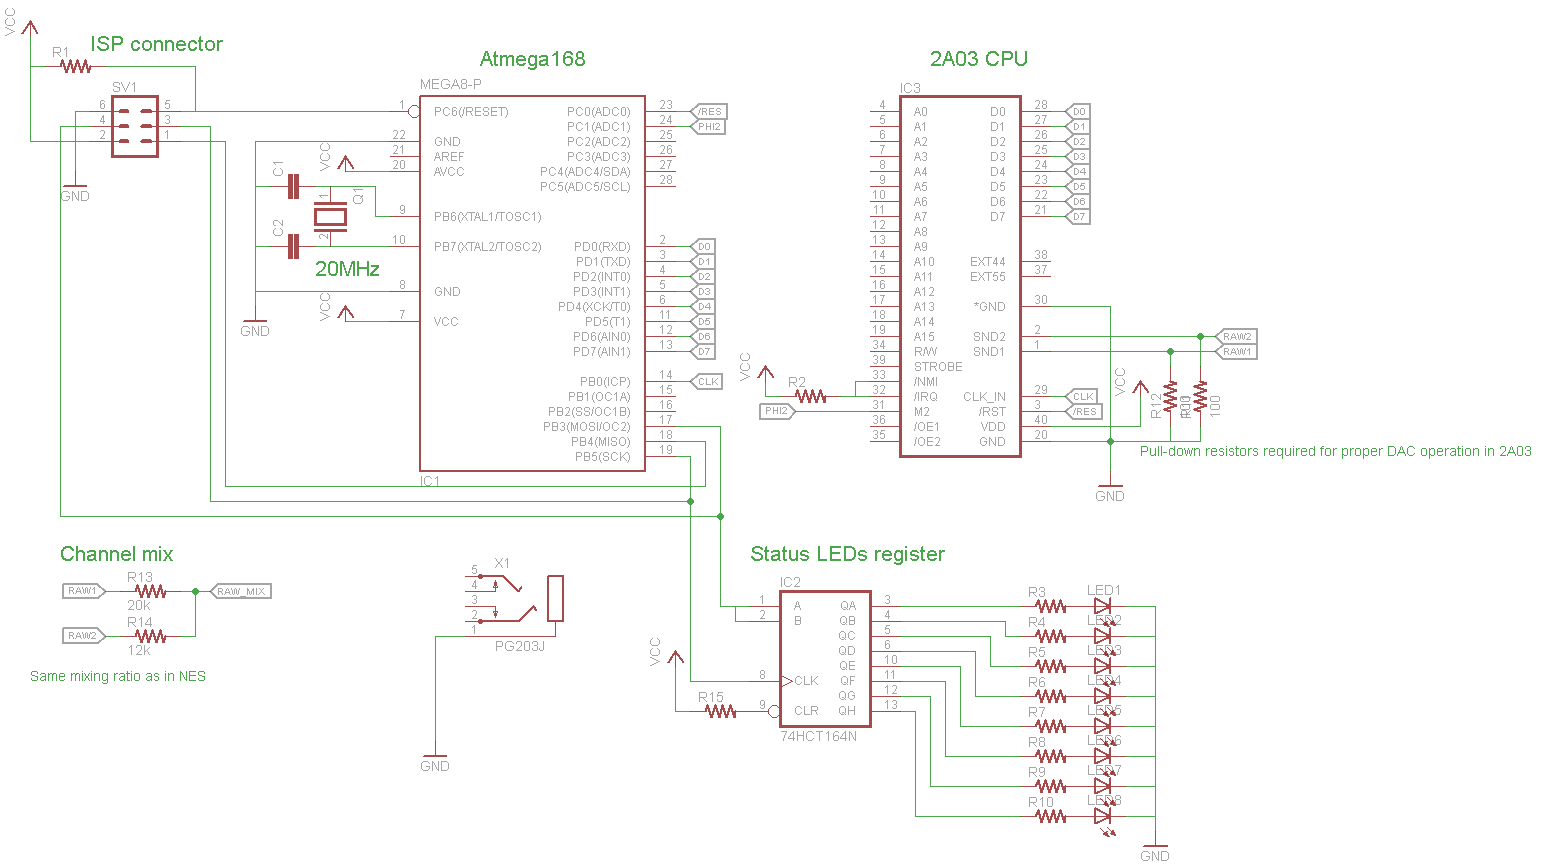 VCC
R1
ISP connector
SV1
6
4
2
5
3
1
GND
Atmega168
MEGA8-P
1
PC6(/RESET)
22
GND
21
AREF
20
AVCC
9
PB6(XTAL1/TOSC1)
10
PB7(XTAL2/TOSC2)
8
GND
7
VCC
PC0(ADC0)
23
/RES
PC1(ADC1)
24
PHI2
PC2(ADC2)
25
PC3(ADC3)
26
PC4(ADC4/SDA)
27
PC5(ADC5/SCL)
28
PD0(RXD)
2
D0
PD1(TXD)
3
D1
PD2(INT0)
4
D2
PD3(INT1)
5
D3
PD4(XCK/T0)
6
D4
PD5(T1)
11
D5
PD6(AIN0)
12
D6
PD7(AIN1)
13
D7
PB0(ICP)
14
CLK
PB1(OC1A)
15
PB2(SS/OC1B)
16
PB3(MOSI/OC2)
17
PB4(MISO)
18
PB5(SCK)
19
IC1
C1
C2
VCC
Q1
1
2
20MHz
VCC
GND
2A03 CPU
IC3
4
A0
5
A1
6
A2
7
A3
8
A4
9
A5
10
A6
11
A7
12
A8
13
A9
14
A10
15
A11
16
A12
17
A13
18
A14
19
A15
34
R/W
39
STROBE
33
/NMI
32
/IRQ
31
M2
36
/OE1
35
/OE2
D0
28
D0
D1
27
D1
D2
26
D2
D3
25
D3
D4
24
D4
D5
23
D5
D6
22
D6
D7
21
D7
EXT44
38
EXT55
37
*GND
30
SND2
2
RAW2
SND1
1
RAW1
CLK_IN
29
CLK
/RST
3
/RES
VDD
40
GND
20
VCC
R2
PHI2
VCC
R12
100
GND
Pull-down resistors required for proper DAC operation in 2A03
Channel mix
RAW1
R13
20k
RAW_MIX
RAW2
R14
12k
Same mixing ratio as in NES
X1
5
4
3
2
1
PG203J
GND
Status LEDs register
IC2
1
A
2
B
8
CLK
9
CLR
QA
3
QB
4
QC
5
QD
6
QE
10
QF
11
QG
12
QH
13
74HCT164N
VCC
R15
R3
LED1
R4
LED2
R5
LED3
R6
LED4
R7
LED5
R8
LED6
R9
LED7
R10
LED8
GND